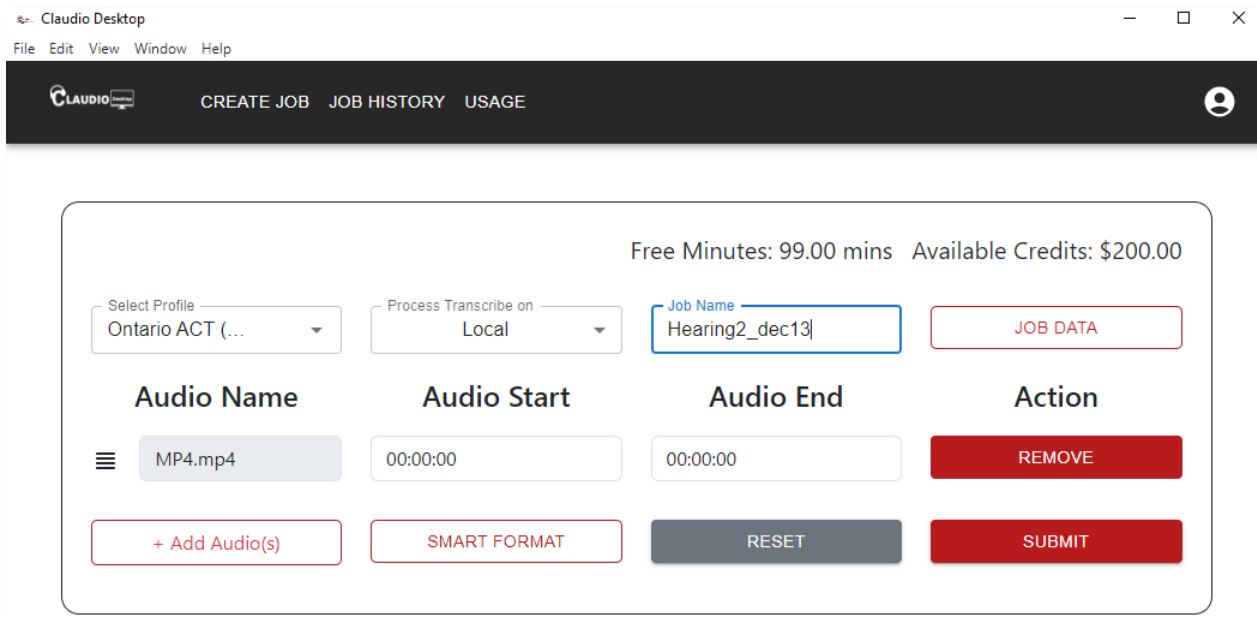 Claudio Desktop
File Edit View Window Help
CLAUDIO Desktop CREATE JOB JOB HISTORY USAGE
Free Minutes: 99.00 mins Available Credits: $200.00
Select Profile Process Transcribe on Job Name
Ontario ACT (... Local Hearing2_dec13 JOB DATA
Audio Name Audio Start Audio End Action
MP4.mp4 00:00:00 00:00:00 REMOVE
+ Add Audio(s) SMART FORMAT RESET SUBMIT